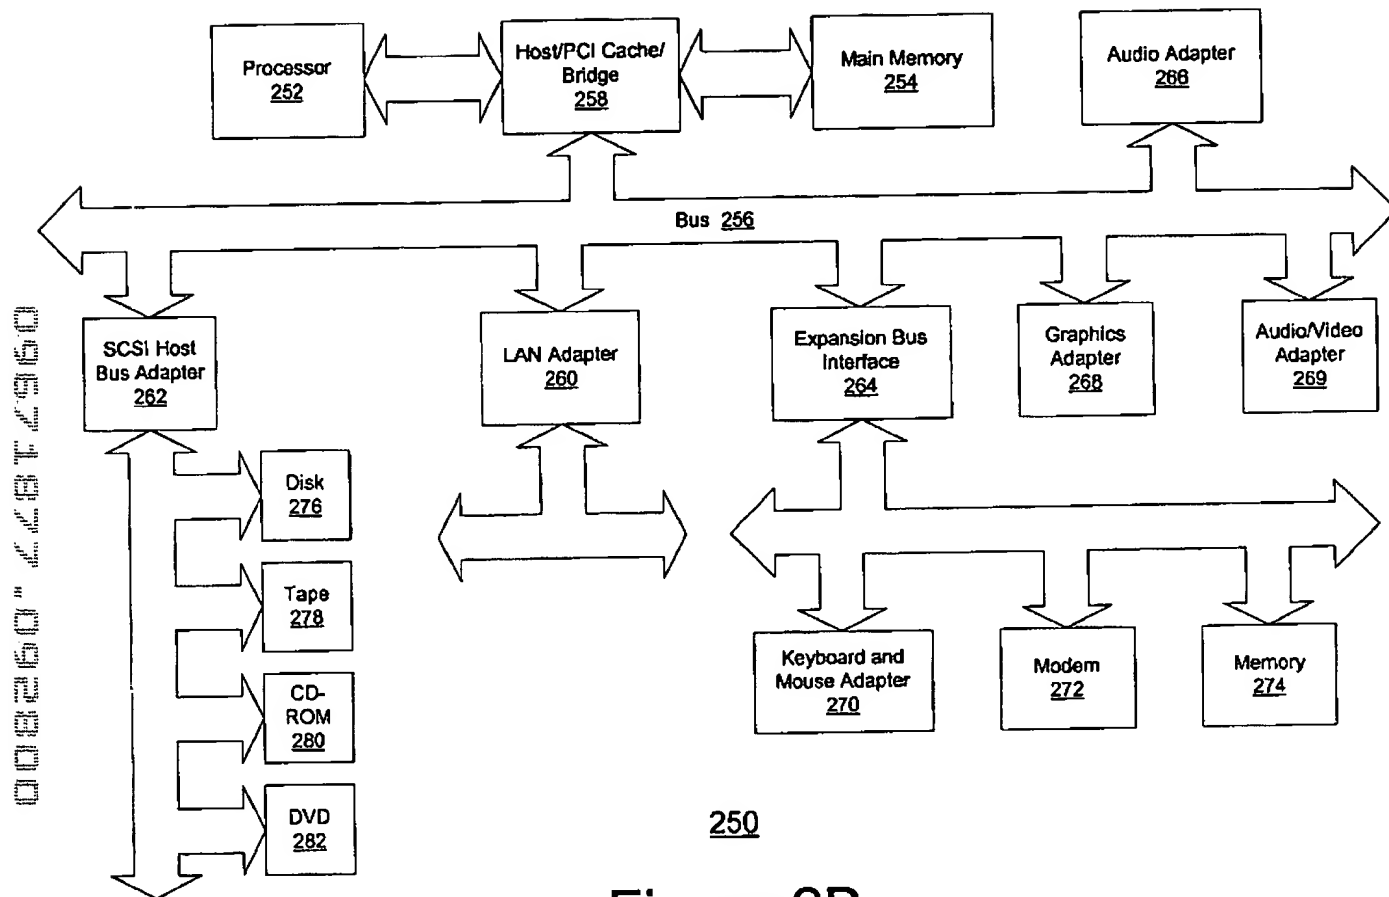 Processor
252
Host/PCI Cache/
Bridge
258
Main Memory
254
Audio Adapter
266
Bus 256
SCSI Host
Bus Adapter
262
LAN Adapter
260
Expansion Bus
Interface
264
Graphics
Adapter
268
Audio/Video
Adapter
269
Disk
276
Tape
278
CD-
ROM
280
DVD
282
Keyboard and
Mouse Adapter
270
Modem
272
Memory
274
250
09671877 "092800